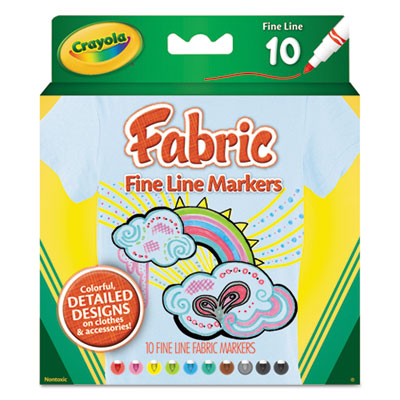 Crayola
Fine Line
10
Fabric
Fine Line Markers
Colorful,
DETAILED
DESIGNS
on clothes
& accessories!
10 FINE LINE FABRIC MARKERS
Nontoxic